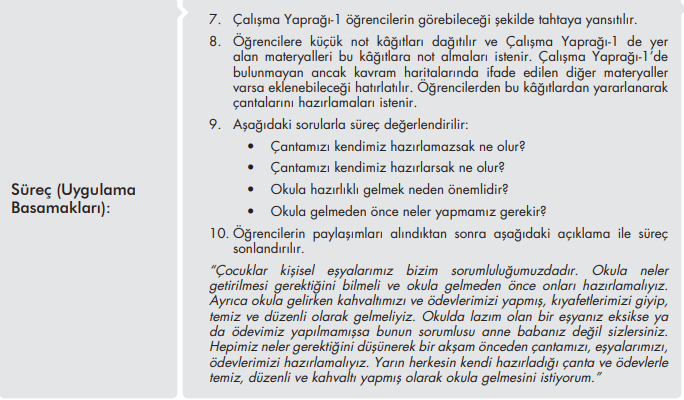 Süreç (Uygulama
Basamakları):
7. Çalışma Yaprağı-1 öğrencilerin görebileceği şekilde tahtaya yansıtılır.
8. Öğrencilere küçük not kâğıtları dağıtılır ve Çalışma Yaprağı-1 de yer
alan materyalleri bu kâğıtlara not almaları istenir. Çalışma Yaprağı-1’de
bulunmayan ancak kavram haritalarında ifade edilen diğer materyaller
varsa eklenebileceği hatırlatılır. Öğrencilerden bu kâğıtlardan yararlanarak
çantalarını hazırlamaları istenir.
9. Aşağıdaki sorularla süreç değerlendirilir:
• Çantamızı kendimiz hazırlamazsak ne olur?
• Çantamızı kendimiz hazırlarsak ne olur?
• Okula hazırlıklı gelmek neden önemlidir?
• Okula gelmeden önce neler yapmamız gerekir?
10. Öğrencilerin paylaşımları alındıktan sonra aşağıdaki açıklama ile süreç
sonlandırılır.
“Çocuklar kişisel eşyalarımız bizim sorumluluğumuzdadır. Okula neler
getirilmesi gerektiğini bilmeli ve okula gelmeden önce onları hazırlamalıyız.
Ayrıca okula gelirken kahvaltımızı ve ödevlerimizi yapmış, kıyafetlerimizi giyip,
temiz ve düzenli olarak gelmeliyiz. Okulda lazım olan bir eşyanız eksikse ya
da ödevimiz yapılmamışsa bunun sorumlusu anne babanız değil sizlersiniz.
Hepimiz neler gerektiğini düşünerek bir akşam önceden çantamızı, eşyalarımızı,
ödevlerimizi hazırlamalıyız. Yarın herkesin kendi hazırladığı çanta ve ödevlerle
temiz, düzenli ve kahvaltı yapmış olarak okula gelmesini istiyorum.”